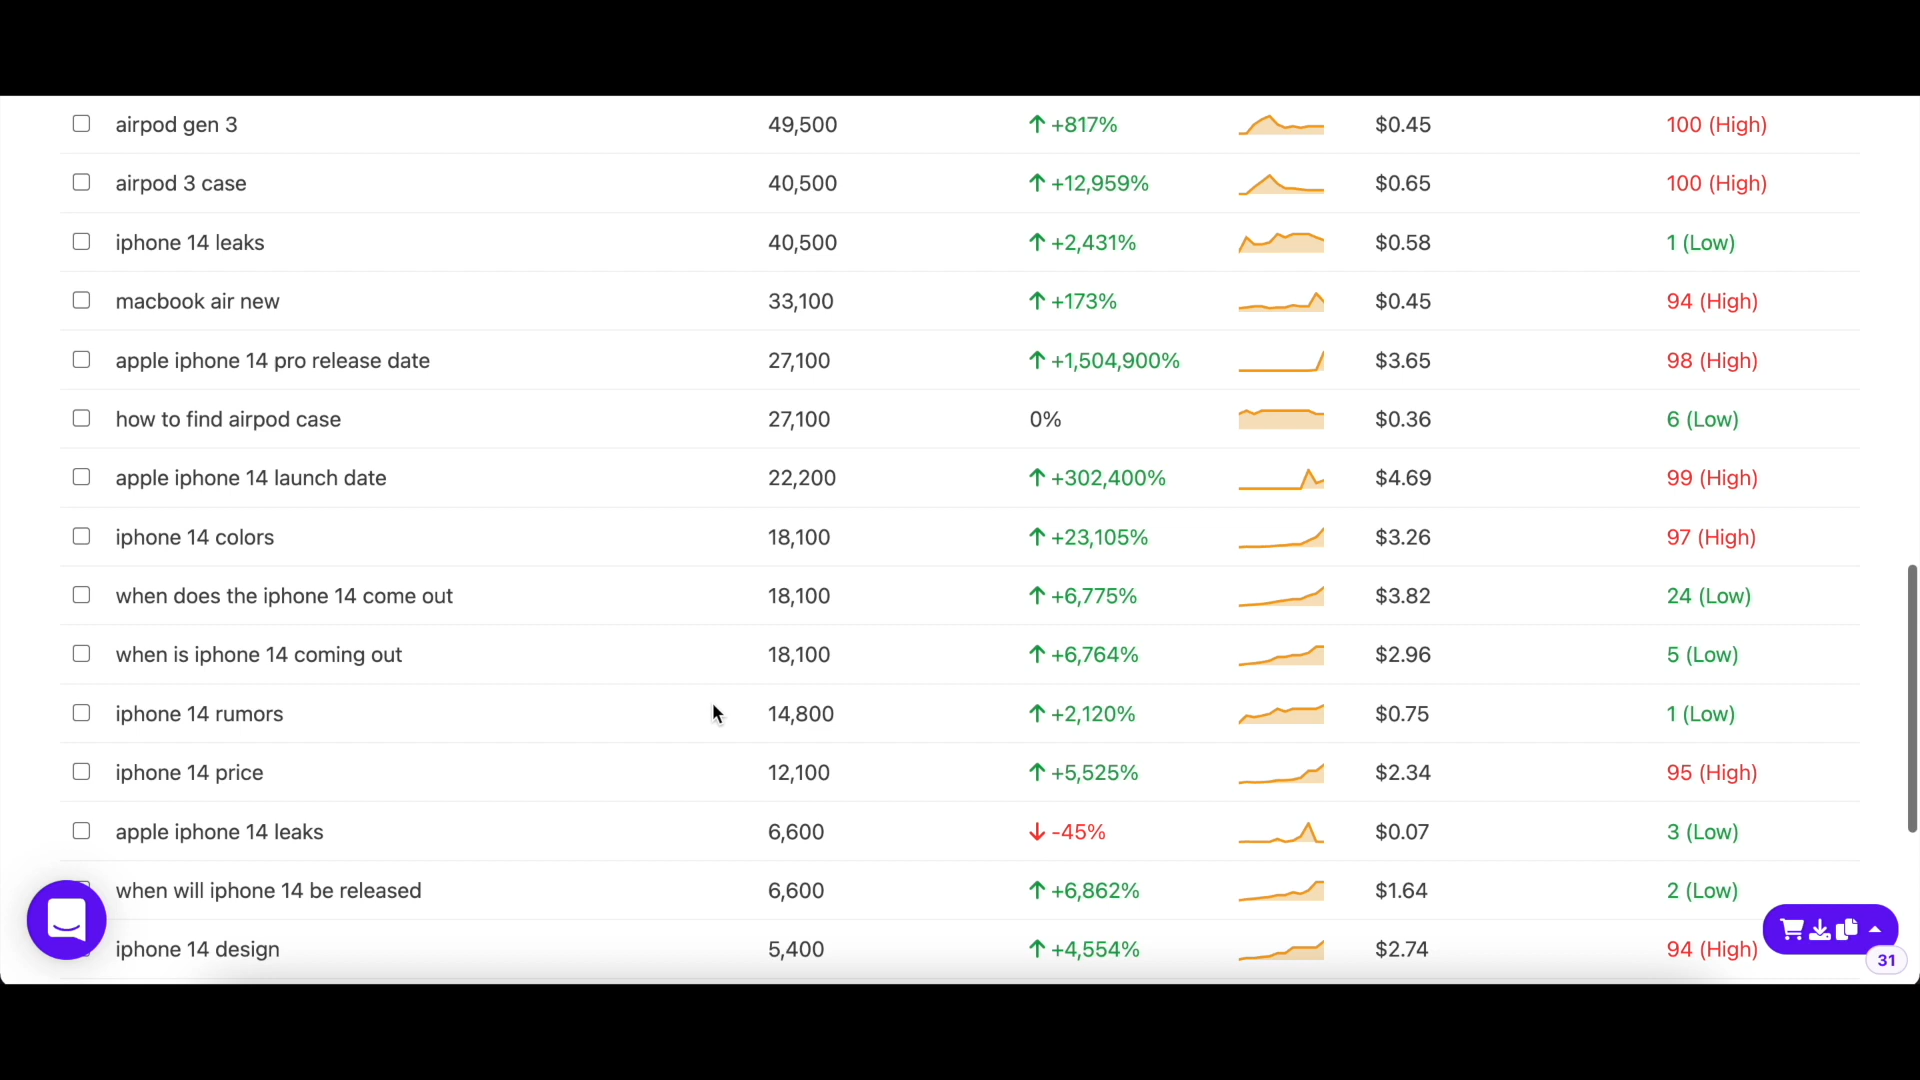 airpod gen 3 49,500 +817% $0.45 100 (High)
airpod 3 case 40,500 +12,959% $0.65 100 (High)
iphone 14 leaks 40,500 +2,431% $0.58 1 (Low)
macbook air new 33,100 +173% $0.45 94 (High)
apple iphone 14 pro release date 27,100 +1,504,900% $3.65 98 (High)
how to find airpod case 27,100 0% $0.36 6 (Low)
apple iphone 14 launch date 22,200 +302,400% $4.69 99 (High)
iphone 14 colors 18,100 +23,105% $3.26 97 (High)
when does the iphone 14 come out 18,100 +6,775% $3.82 24 (Low)
when is iphone 14 coming out 18,100 +6,764% $2.96 5 (Low)
iphone 14 rumors 14,800 +2,120% $0.75 1 (Low)
iphone 14 price 12,100 +5,525% $2.34 95 (High)
apple iphone 14 leaks 6,600 -45% $0.07 3 (Low)
when will iphone 14 be released 6,600 +6,862% $1.64 2 (Low)
iphone 14 design 5,400 +4,554% $2.74 94 (High)
31